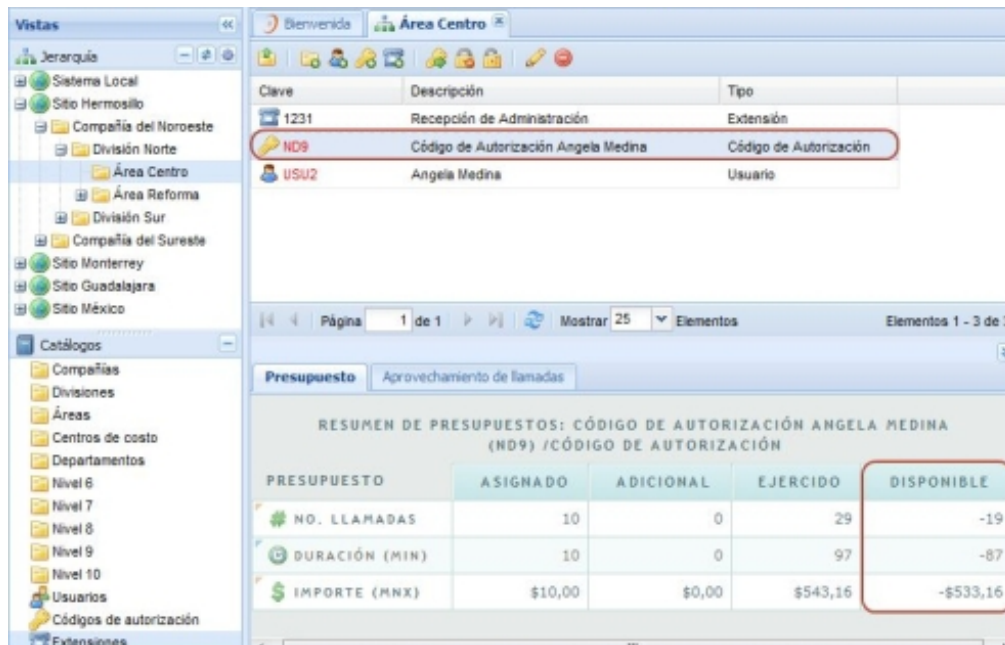 Vistas
Jerarquía
Sistema Local
Sitio Hermosillo
Compañía del Noroeste
División Norte
Área Centro
Área Reforma
División Sur
Compañía del Sureste
Sitio Monterrey
Sitio Guadalajara
Sitio México
Catálogos
Compañías
Divisiones
Áreas
Centros de costo
Departamentos
Nivel 6
Nivel 7
Nivel 8
Nivel 9
Nivel 10
Usuarios
Códigos de autorización
Extensiones
Bienvenida Área Centro
Clave Descripción Tipo
1231 Recepción de Administración Extensión
ND9 Código de Autorización Angela Medina Código de Autorización
USU2 Angela Medina Usuario
Página 1 de 1 Mostrar 25 Elementos Elementos 1 - 3 de
Presupuesto Aprovechamiento de llamadas
RESUMEN DE PRESUPUESTOS: CÓDIGO DE AUTORIZACIÓN ANGELA MEDINA
(ND9) /CÓDIGO DE AUTORIZACIÓN
PRESUPUESTO ASIGNADO ADICIONAL EJERCIDO DISPONIBLE
NO. LLAMADAS 10 0 29 -19
DURACIÓN (MIN) 10 0 97 -87
$ IMPORTE (MNX) $10,00 $0,00 $543,16 -$533,16